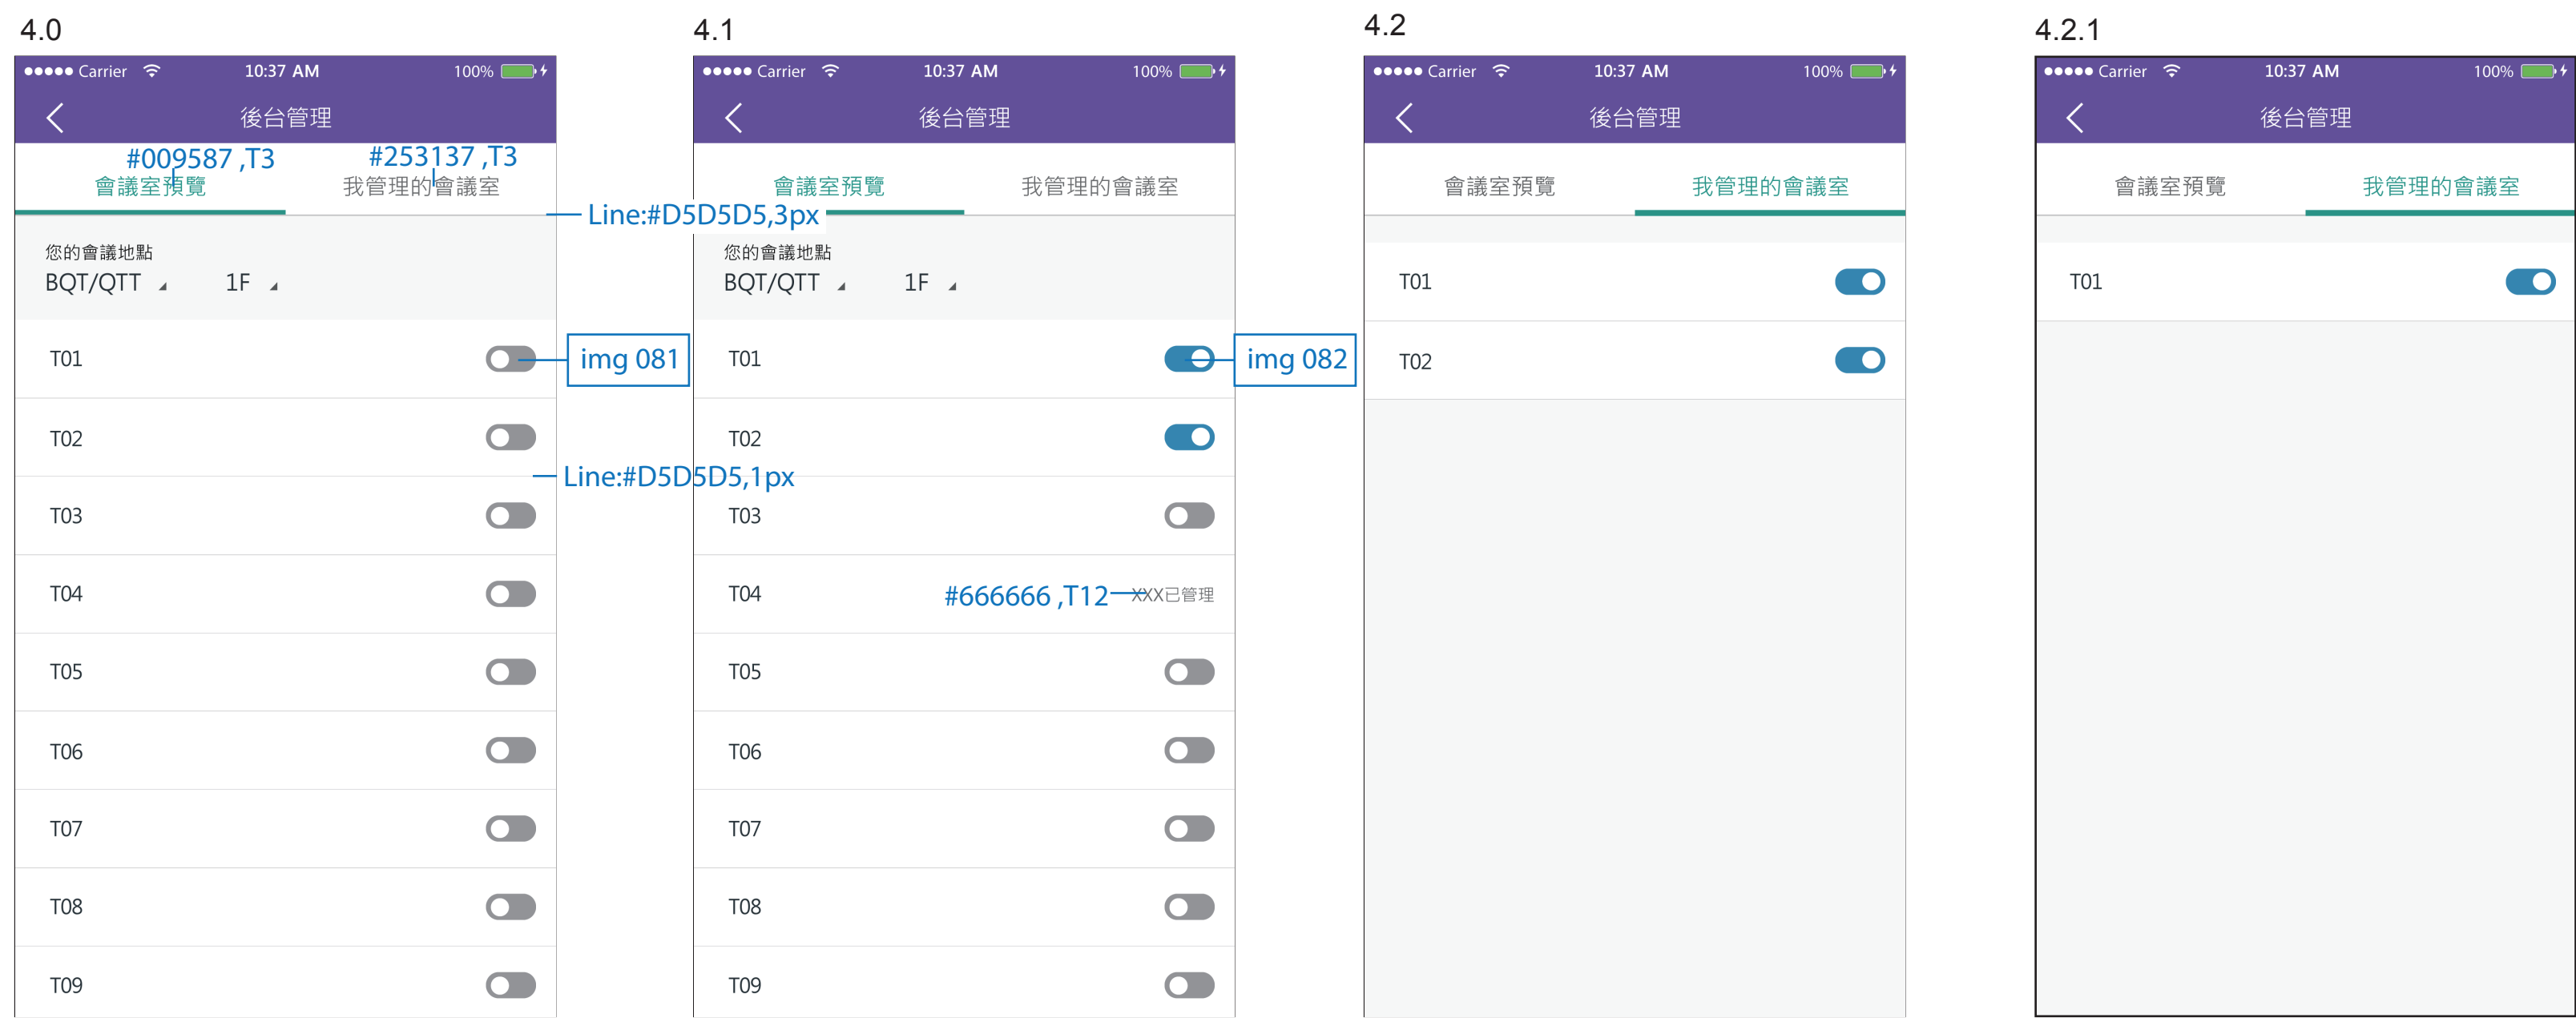 4.0
Carrier 10:37 AM 100%
後台管理
#009587 ,T3 #253137 ,T3
會議室預覽 我管理的會議室
Line:#D5D5D5,3px
您的會議地點
BQT/QTT 1F
T01
img 081
T02
Line:#D5D5D5,1px
T03
T04
T05
T06
T07
T08
T09
4.1
Carrier 10:37 AM 100%
後台管理
會議室預覽 我管理的會議室
您的會議地點
BQT/QTT 1F
T01
img 082
T02
T03
T04 #666666 ,T12 XXX已管理
T05
T06
T07
T08
T09
4.2
Carrier 10:37 AM 100%
後台管理
會議室預覽 我管理的會議室
T01
T02
4.2.1
Carrier 10:37 AM 100%
後台管理
會議室預覽 我管理的會議室
T01